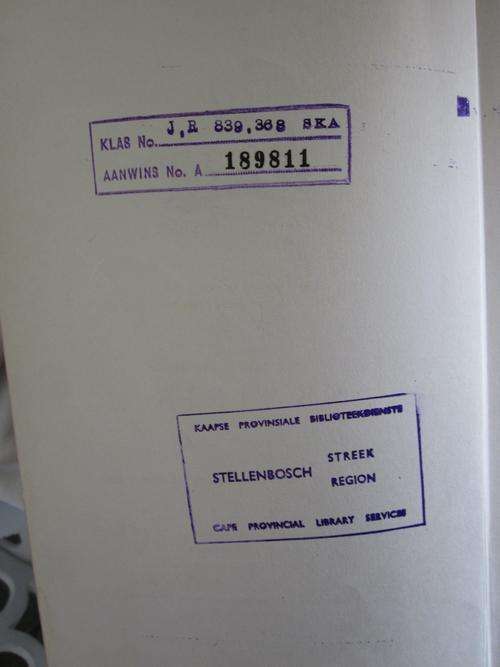 KLAS No. J,R 839,368 SKA
AANWINS No. A 189811
KAAPSE PROVINSIALE BIBLIOTEEKDIENSTE
STREEK
STELLENBOSCH
REGION
CAPE PROVINCIAL LIBRARY SERVICES